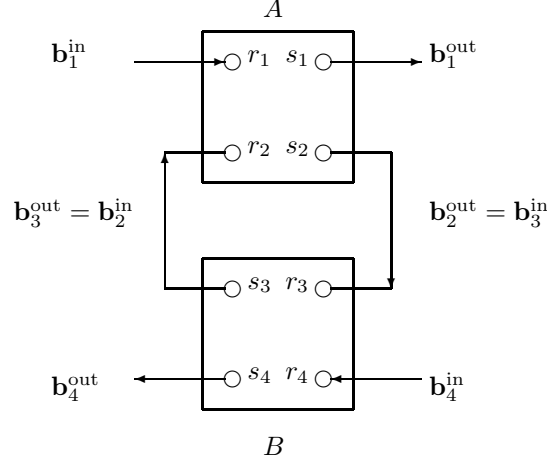 A
𝐛₁ⁱⁿ r₁ s₁ 𝐛₁ᵒᵘᵗ
r₂ s₂
𝐛₃ᵒᵘᵗ = 𝐛₂ⁱⁿ 𝐛₂ᵒᵘᵗ = 𝐛₃ⁱⁿ
s₃ r₃
𝐛₄ᵒᵘᵗ s₄ r₄ 𝐛₄ⁱⁿ
B